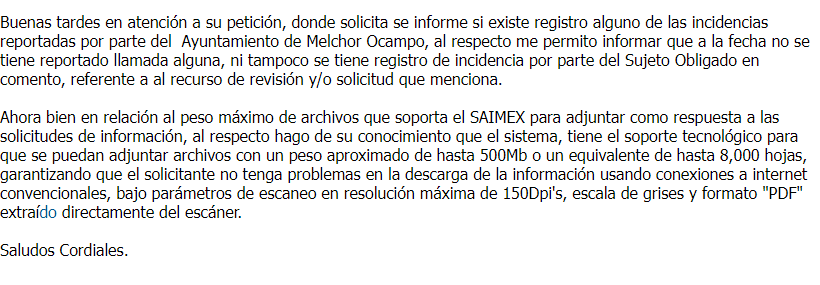 Buenas tardes en atención a su petición, donde solicita se informe si existe registro alguno de las incidencias
reportadas por parte del  Ayuntamiento de Melchor Ocampo, al respecto me permito informar que a la fecha no se
tiene reportado llamada alguna, ni tampoco se tiene registro de incidencia por parte del Sujeto Obligado en
comento, referente a al recurso de revisión y/o solicitud que menciona.
Ahora bien en relación al peso máximo de archivos que soporta el SAIMEX para adjuntar como respuesta a las
solicitudes de información, al respecto hago de su conocimiento que el sistema, tiene el soporte tecnológico para
que se puedan adjuntar archivos con un peso aproximado de hasta 500Mb o un equivalente de hasta 8,000 hojas,
garantizando que el solicitante no tenga problemas en la descarga de la información usando conexiones a internet
convencionales, bajo parámetros de escaneo en resolución máxima de 150Dpi's, escala de grises y formato "PDF"
extraído directamente del escáner.
Saludos Cordiales.